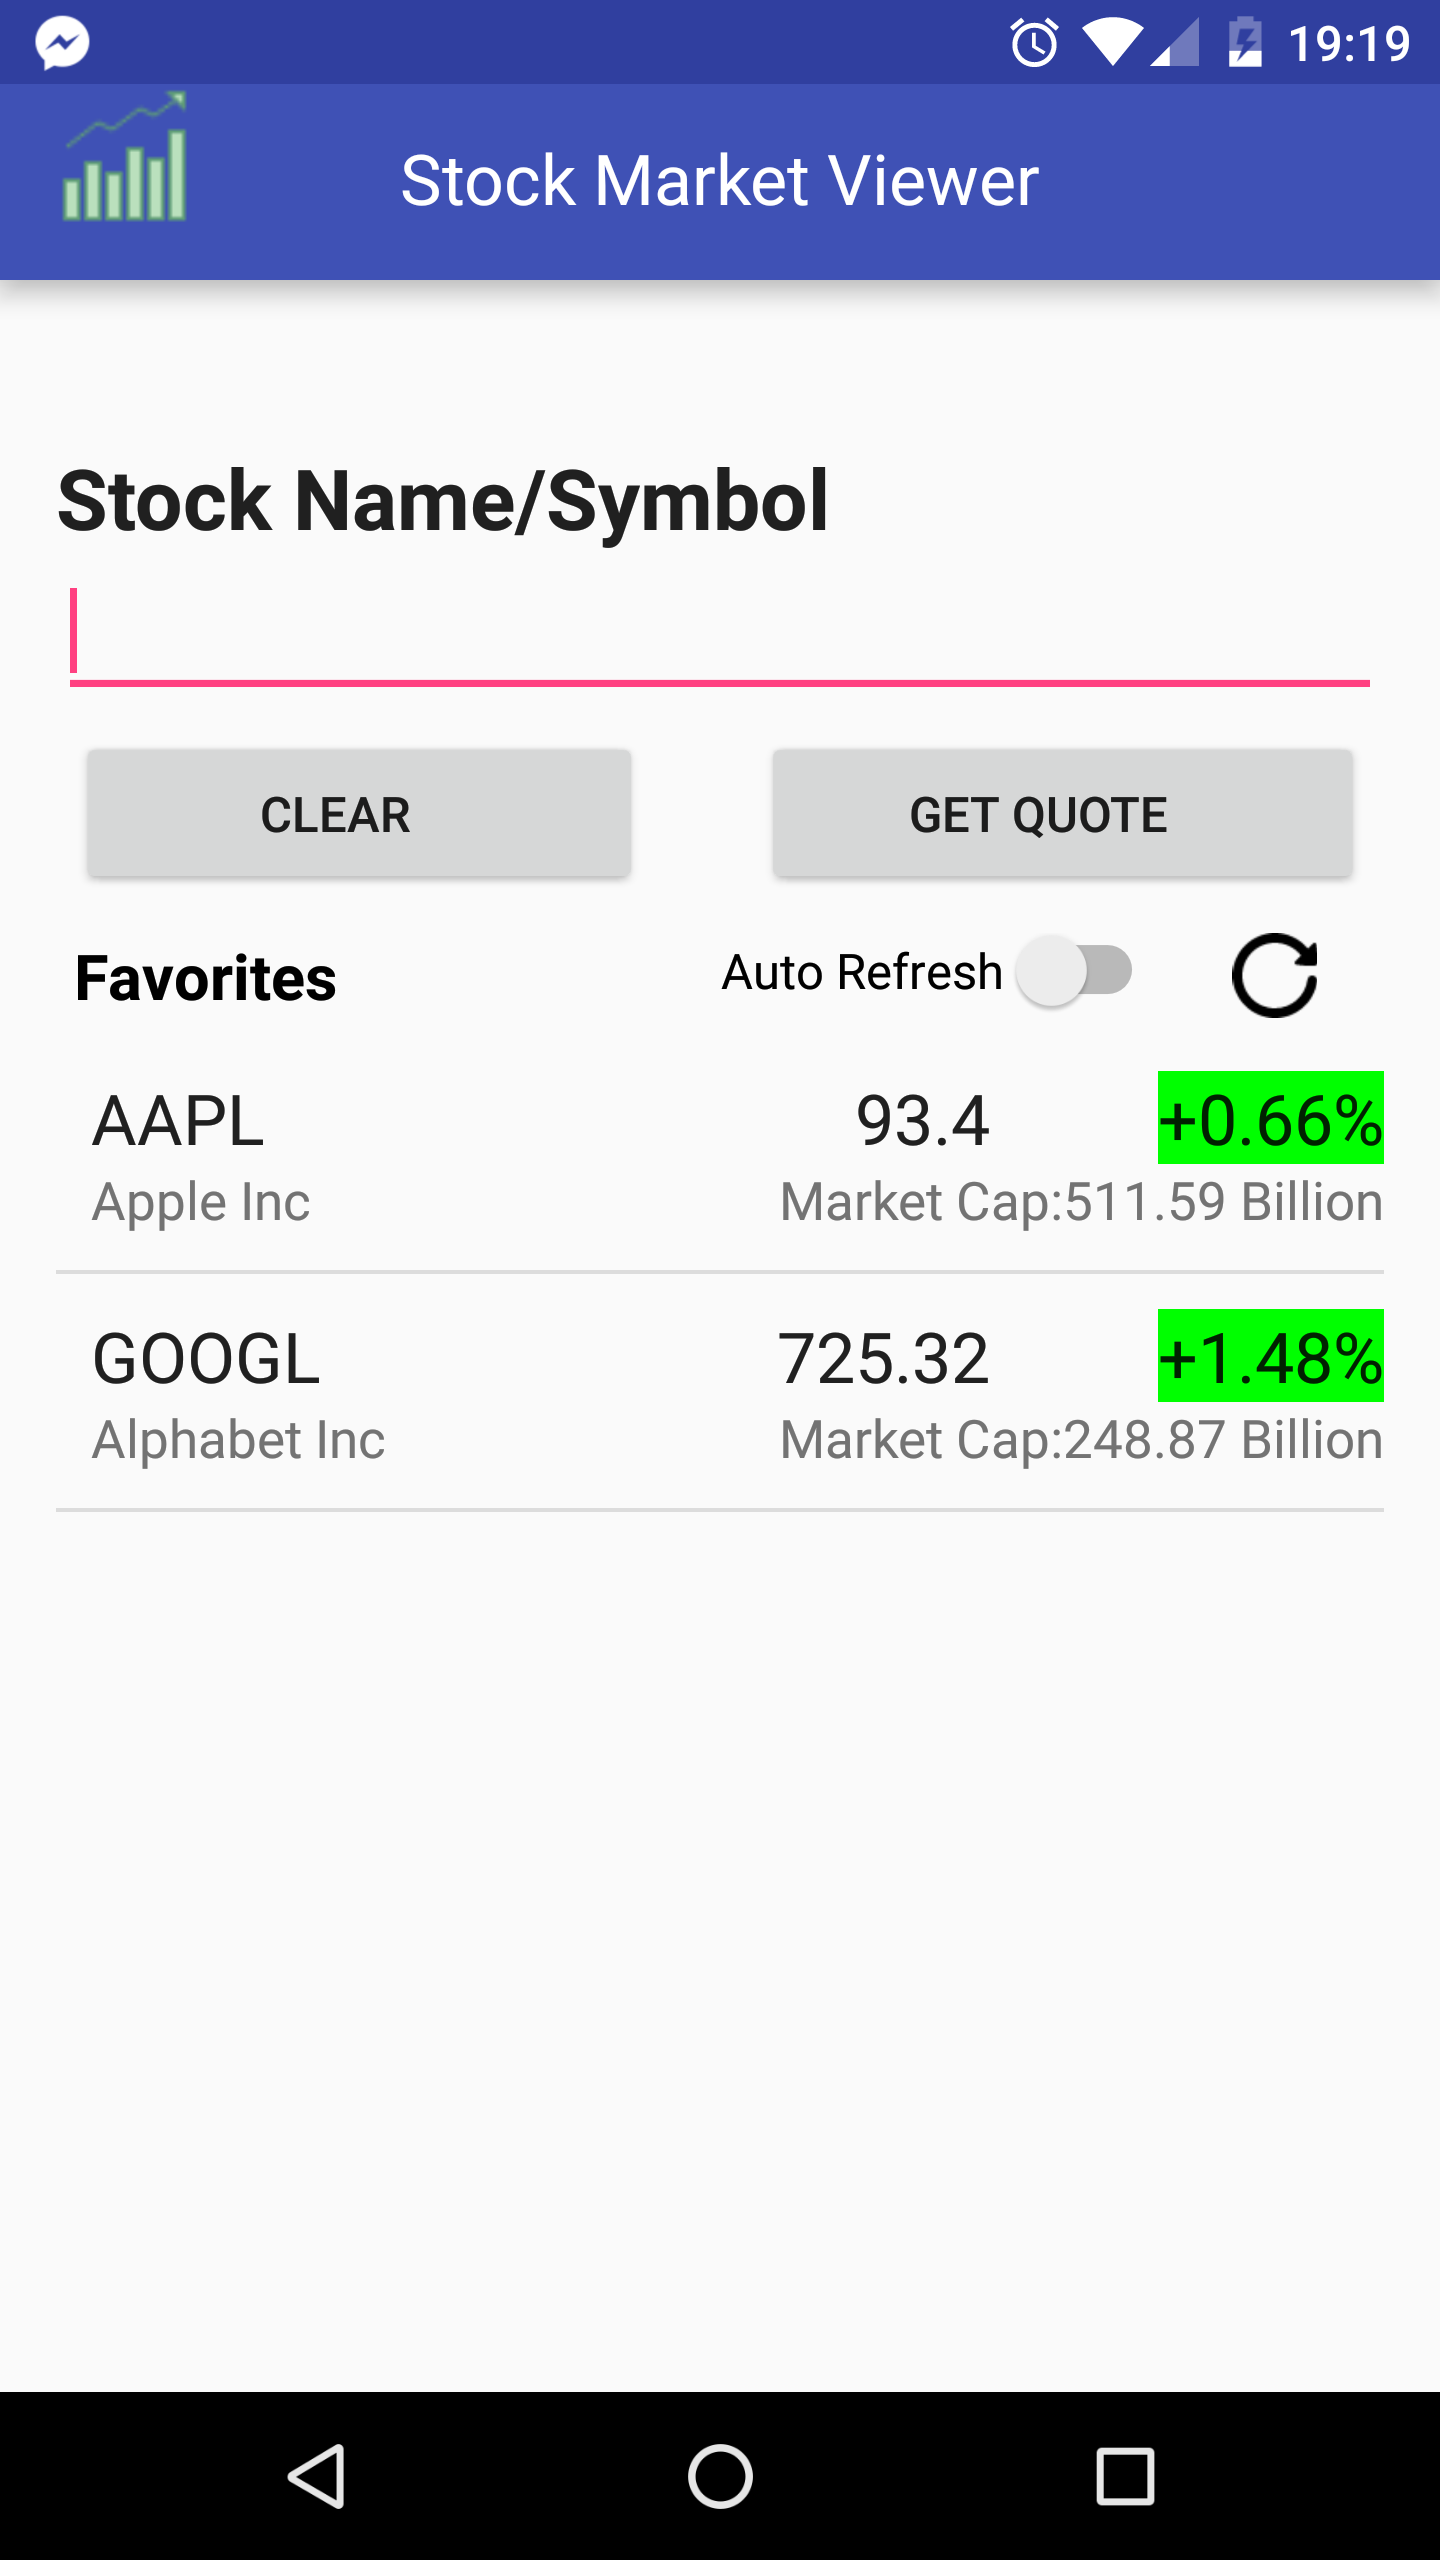 19:19
Stock Market Viewer
Stock Name/Symbol
CLEAR GET QUOTE
Favorites Auto Refresh
AAPL 93.4 +0.66%
Apple Inc Market Cap:511.59 Billion
GOOGL 725.32 +1.48%
Alphabet Inc Market Cap:248.87 Billion